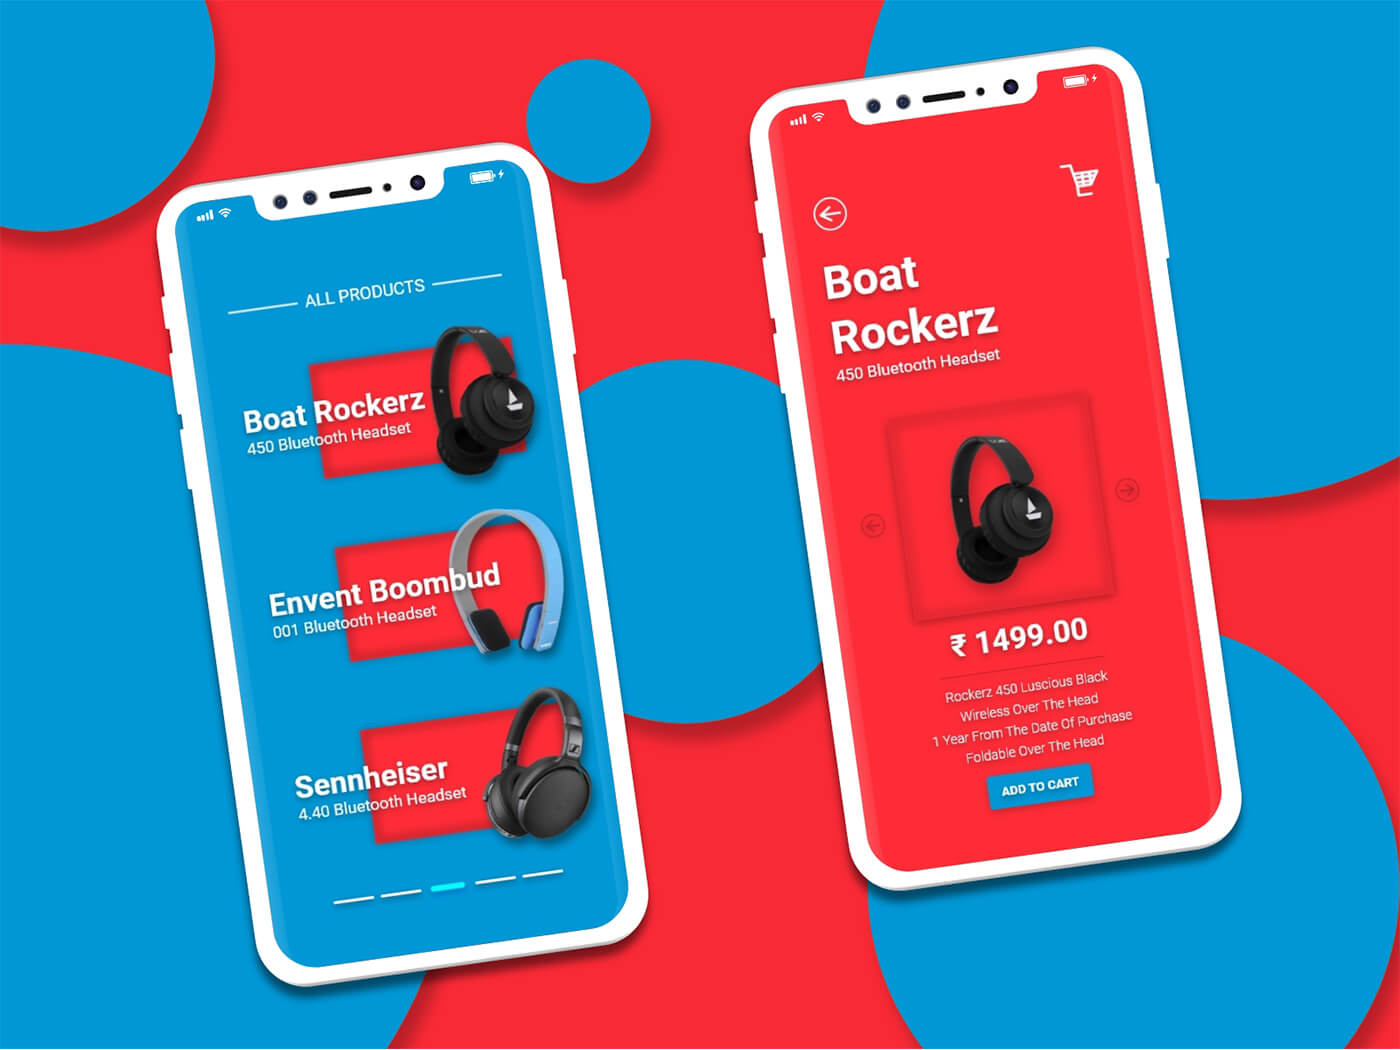 ALL PRODUCTS
Boat Rockerz
450 Bluetooth Headset
Envent Boombud
001 Bluetooth Headset
Sennheiser
4.40 Bluetooth Headset
Boat
Rockerz
450 Bluetooth Headset
₹ 1499.00
Rockerz 450 Luscious Black
Wireless Over The Head
1 Year From The Date Of Purchase
Foldable Over The Head
ADD TO CART